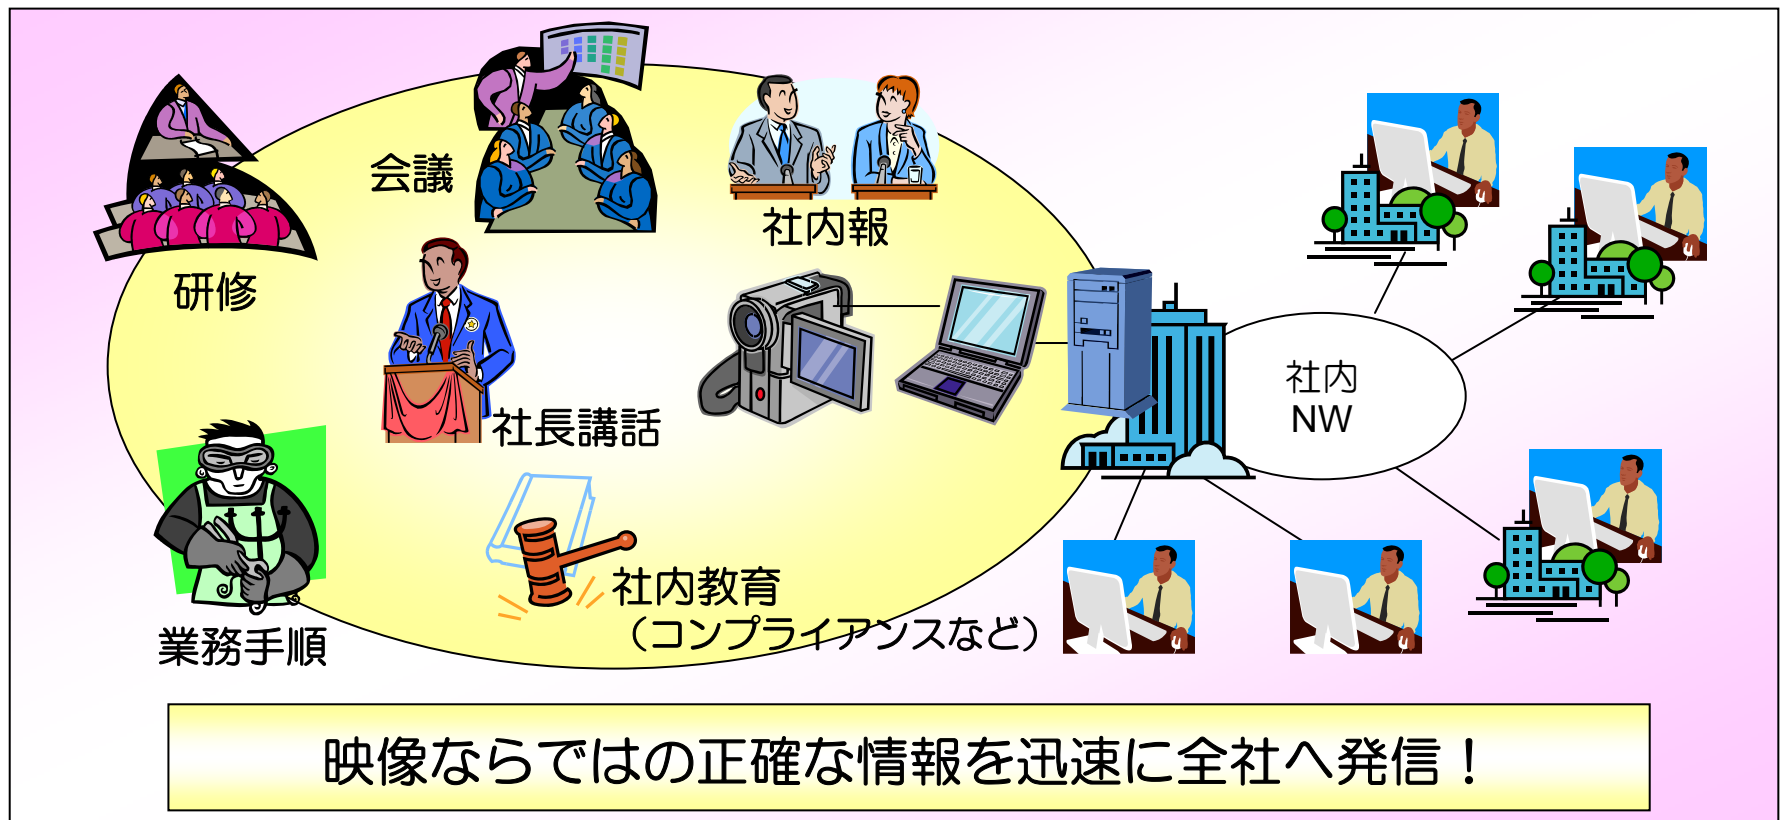 会議
社内報
研修
社内
NW
社長講話
社内教育
（コンプライアンスなど）
業務手順
映像ならではの正確な情報を迅速に全社へ発信！